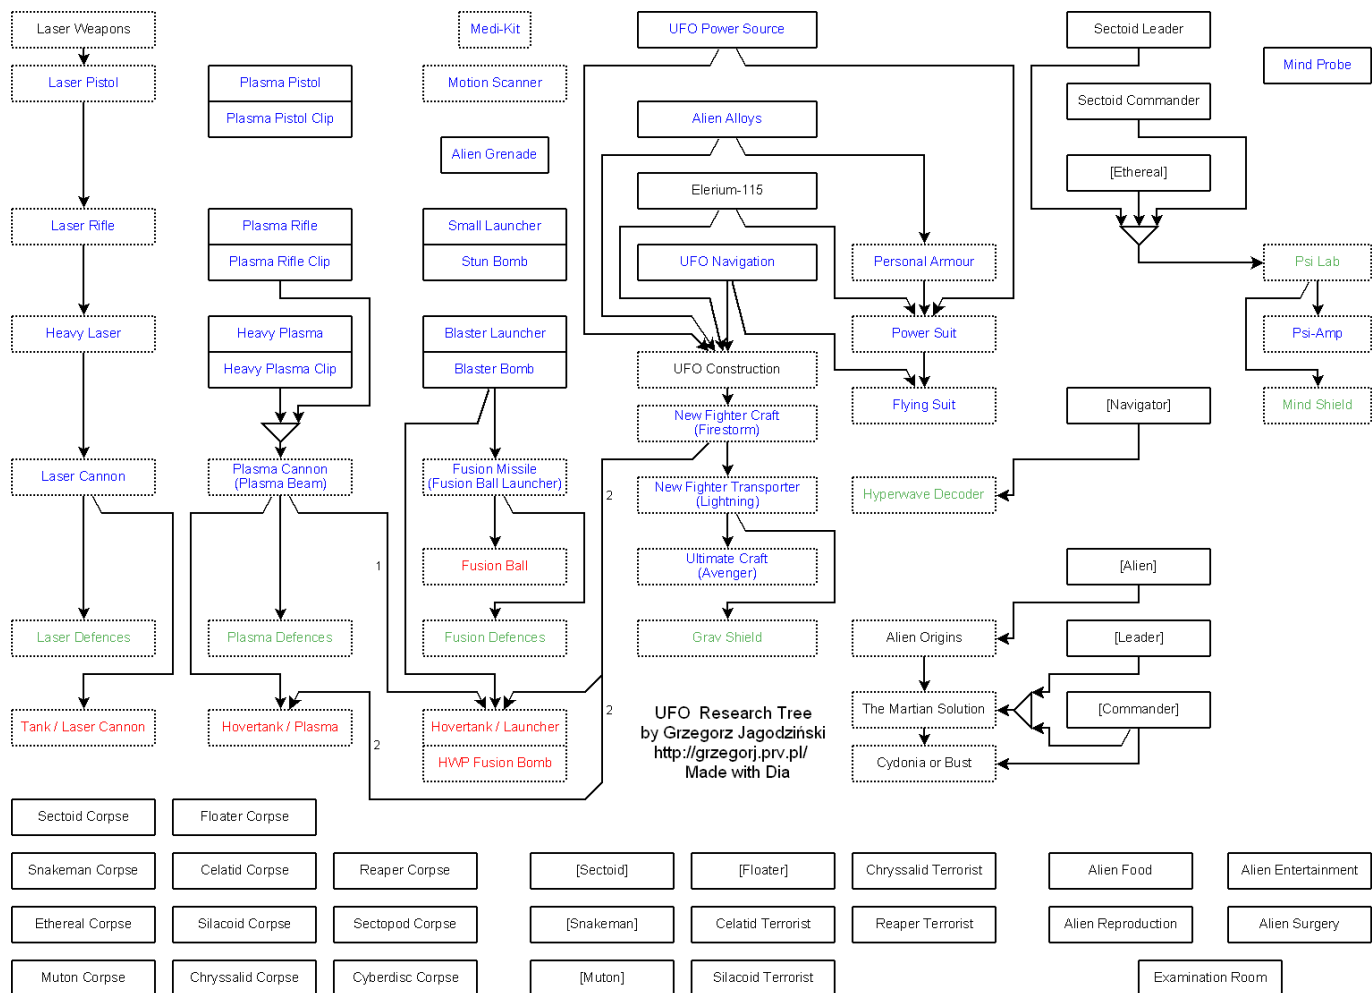 Laser Weapons
Medi-Kit
UFO Power Source
Sectoid Leader
Mind Probe
Laser Pistol
Plasma Pistol
Plasma Pistol Clip
Motion Scanner
Sectoid Commander
Alien Alloys
Alien Grenade
[Ethereal]
Elerium-115
Laser Rifle
Plasma Rifle
Plasma Rifle Clip
Small Launcher
Stun Bomb
UFO Navigation
Personal Armour
Psi Lab
Heavy Laser
Heavy Plasma
Heavy Plasma Clip
Blaster Launcher
Blaster Bomb
Power Suit
Psi-Amp
UFO Construction
New Fighter Craft
(Firestorm)
Flying Suit
[Navigator]
Mind Shield
Laser Cannon
Plasma Cannon
(Plasma Beam)
Fusion Missile
(Fusion Ball Launcher)
2
New Fighter Transporter
(Lightning)
Hyperwave Decoder
1
Fusion Ball
Ultimate Craft
(Avenger)
[Alien]
Laser Defences
Plasma Defences
Fusion Defences
Grav Shield
Alien Origins
[Leader]
Tank / Laser Cannon
Hovertank / Plasma
2
Hovertank / Launcher
HWP Fusion Bomb
2
UFO Research Tree
by Grzegorz Jagodziński
http://grzegorj.prv.pl/
Made with Dia
The Martian Solution
[Commander]
Cydonia or Bust
Sectoid Corpse
Floater Corpse
Snakeman Corpse
Celatid Corpse
Reaper Corpse
[Sectoid]
[Floater]
Chryssalid Terrorist
Alien Food
Alien Entertainment
Ethereal Corpse
Silacoid Corpse
Sectopod Corpse
[Snakeman]
Celatid Terrorist
Reaper Terrorist
Alien Reproduction
Alien Surgery
Muton Corpse
Chryssalid Corpse
Cyberdisc Corpse
[Muton]
Silacoid Terrorist
Examination Room